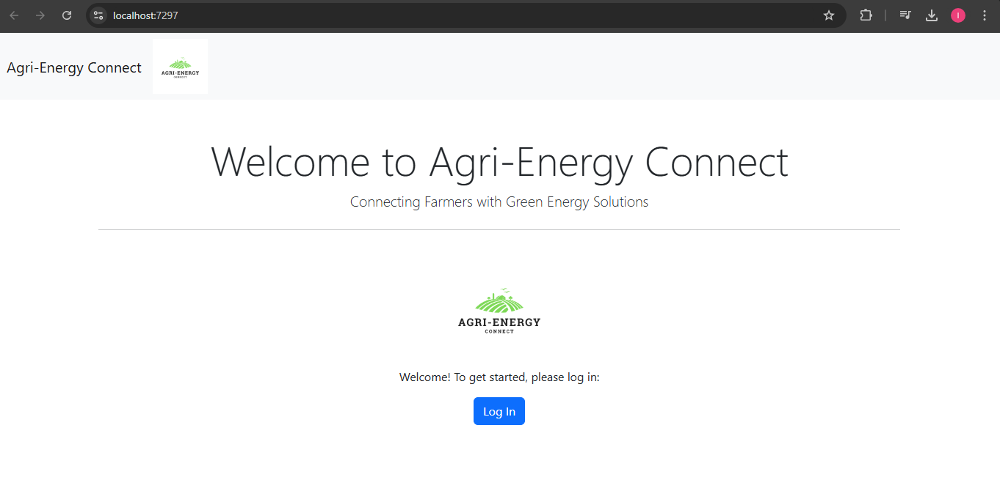 localhost:7297
I
Agri-Energy Connect
AGRI-ENERGY
CONNECT
Welcome to Agri-Energy Connect
Connecting Farmers with Green Energy Solutions
AGRI-ENERGY
CONNECT
Welcome! To get started, please log in:
Log In